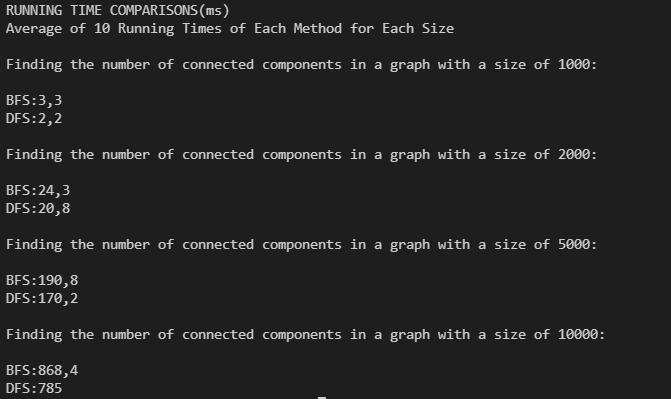 RUNNING TIME COMPARISONS(ms)
Average of 10 Running Times of Each Method for Each Size
Finding the number of connected components in a graph with a size of 1000:
BFS:3,3
DFS:2,2
Finding the number of connected components in a graph with a size of 2000:
BFS:24,3
DFS:20,8
Finding the number of connected components in a graph with a size of 5000:
BFS:190,8
DFS:170,2
Finding the number of connected components in a graph with a size of 10000:
BFS:868,4
DFS:785